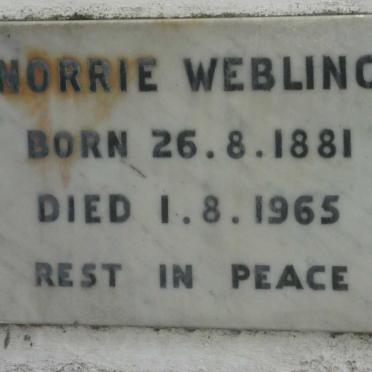 NORRIE WEBLING
BORN 26.8.1881
DIED 1.8.1965
REST IN PEACE